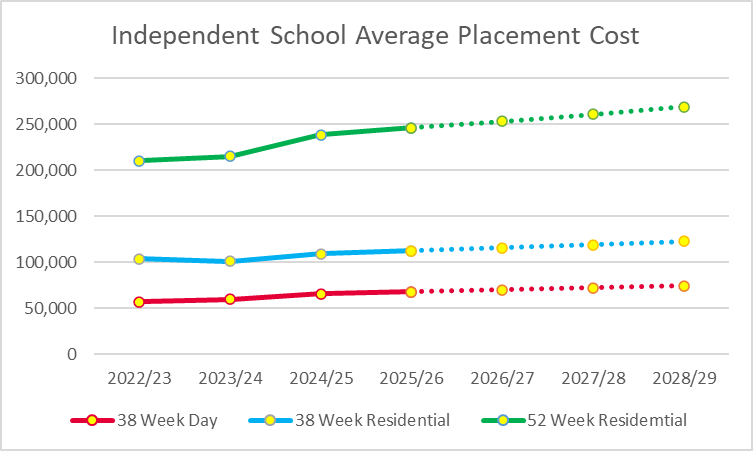 Independent School Average Placement Cost
300,000
250,000
200,000
150,000
100,000
50,000
0
2022/23 2023/24 2024/25 2025/26 2026/27 2027/28 2028/29
38 Week Day 38 Week Residential 52 Week Residemtial